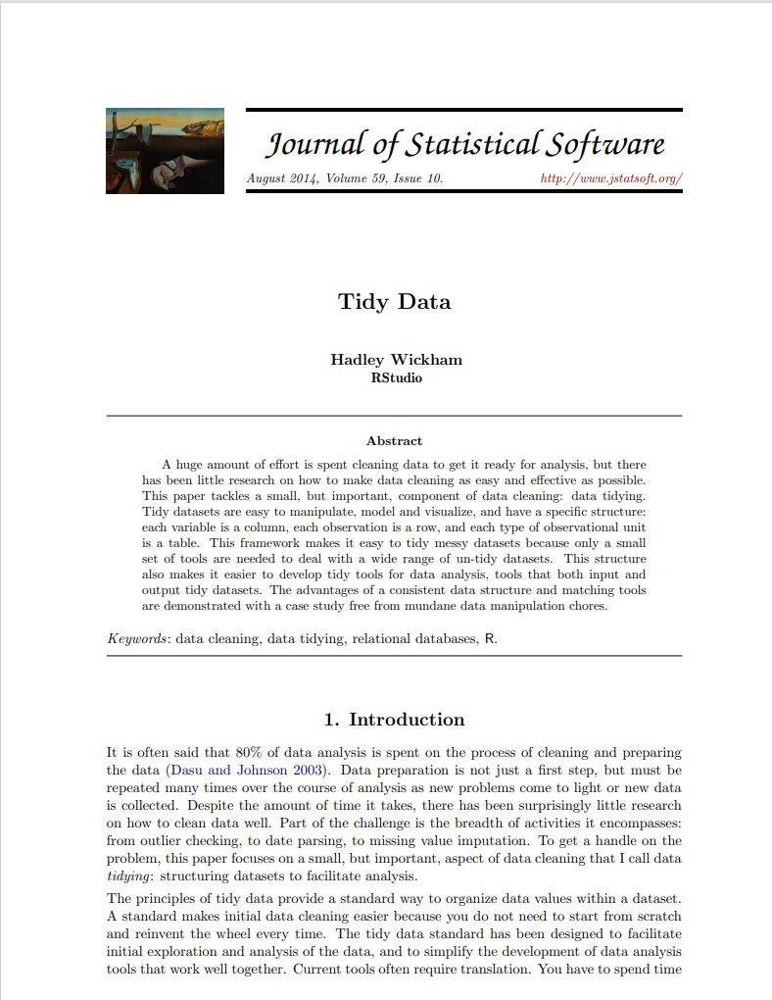 Journal of Statistical Software
August 2014, Volume 59, Issue 10.
http://www.jstatsoft.org/
Tidy Data
Hadley Wickham
RStudio
Abstract
A huge amount of effort is spent cleaning data to get it ready for analysis, but there
has been little research on how to make data cleaning as easy and effective as possible.
This paper tackles a small, but important, component of data cleaning: data tidying.
Tidy datasets are easy to manipulate, model and visualize, and have a specific structure:
each variable is a column, each observation is a row, and each type of observational unit
is a table. This framework makes it easy to tidy messy datasets because only a small
set of tools are needed to deal with a wide range of un-tidy datasets. This structure
also makes it easier to develop tidy tools for data analysis, tools that both input and
output tidy datasets. The advantages of a consistent data structure and matching tools
are demonstrated with a case study free from mundane data manipulation chores.
Keywords: data cleaning, data tidying, relational databases, R.
1. Introduction
It is often said that 80% of data analysis is spent on the process of cleaning and preparing
the data (Dasu and Johnson 2003). Data preparation is not just a first step, but must be
repeated many times over the course of analysis as new problems come to light or new data
is collected. Despite the amount of time it takes, there has been surprisingly little research
on how to clean data well. Part of the challenge is the breadth of activities it encompasses:
from outlier checking, to date parsing, to missing value imputation. To get a handle on the
problem, this paper focuses on a small, but important, aspect of data cleaning that I call data
tidying: structuring datasets to facilitate analysis.
The principles of tidy data provide a standard way to organize data values within a dataset.
A standard makes initial data cleaning easier because you do not need to start from scratch
and reinvent the wheel every time. The tidy data standard has been designed to facilitate
initial exploration and analysis of the data, and to simplify the development of data analysis
tools that work well together. Current tools often require translation. You have to spend time